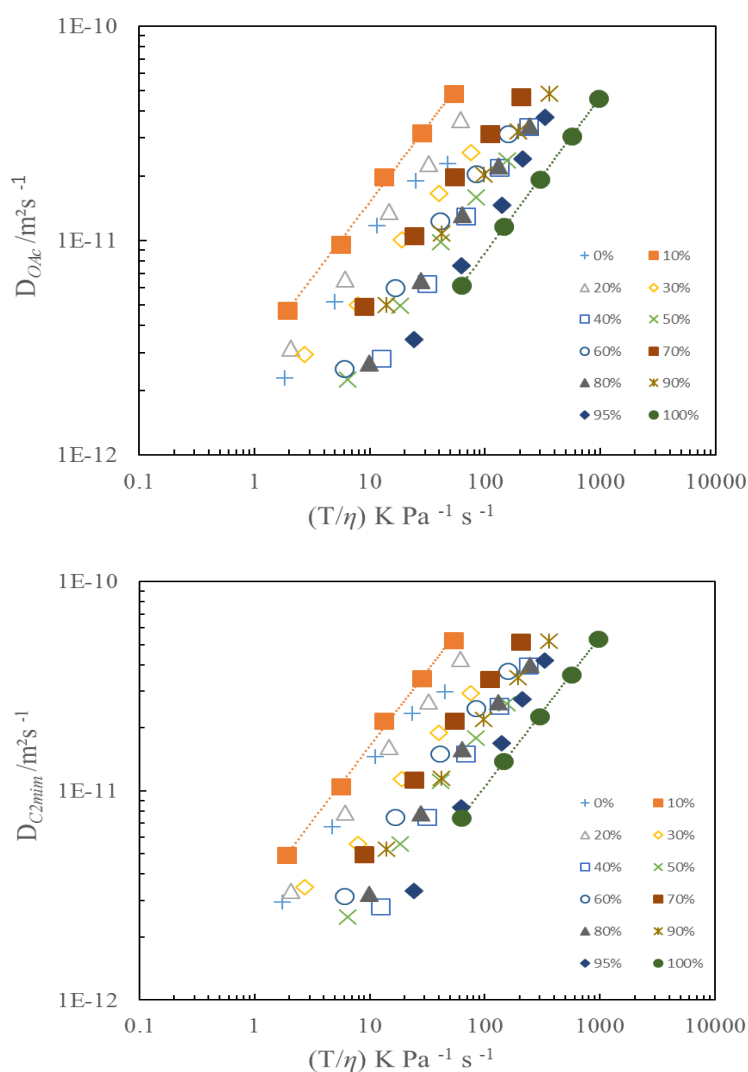 1E-10
1E-11
1E-12
D_OAc /m²s⁻¹
0% 10%
20% 30%
40% 50%
60% 70%
80% 90%
95% 100%
0.1 1 10 100 1000 10000
(T/η) K Pa ⁻¹ s ⁻¹
1E-10
1E-11
1E-12
D_C2mim /m²s⁻¹
0% 10%
20% 30%
40% 50%
60% 70%
80% 90%
95% 100%
0.1 1 10 100 1000 10000
(T/η) K Pa ⁻¹ s ⁻¹